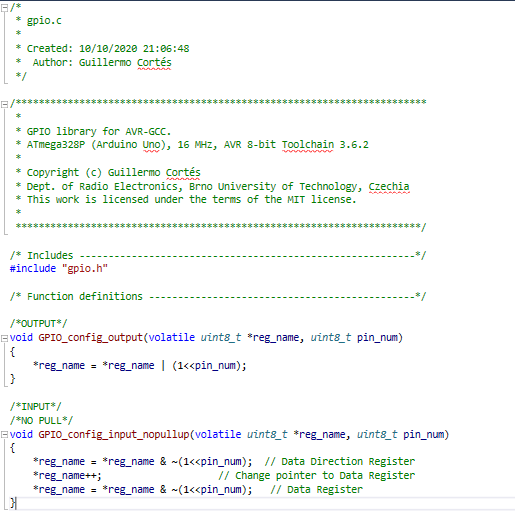 /*
 * gpio.c
 *
 * Created: 10/10/2020 21:06:48
 *  Author: Guillermo Cortés
 */

/***********************************************************************
 *
 * GPIO library for AVR-GCC.
 * ATmega328P (Arduino Uno), 16 MHz, AVR 8-bit Toolchain 3.6.2
 *
 * Copyright (c) Guillermo Cortés
 * Dept. of Radio Electronics, Brno University of Technology, Czechia
 * This work is licensed under the terms of the MIT license.
 *
 **********************************************************************/

/* Includes ----------------------------------------------------------*/
#include "gpio.h"

/* Function definitions ----------------------------------------------*/

/*OUTPUT*/
void GPIO_config_output(volatile uint8_t *reg_name, uint8_t pin_num)
{
    *reg_name = *reg_name | (1<<pin_num);
}

/*INPUT*/
/*NO PULL*/
void GPIO_config_input_nopullup(volatile uint8_t *reg_name, uint8_t pin_num)
{
    *reg_name = *reg_name & ~(1<<pin_num);  // Data Direction Register
    *reg_name++;                    // Change pointer to Data Register
    *reg_name = *reg_name & ~(1<<pin_num);   // Data Register
}